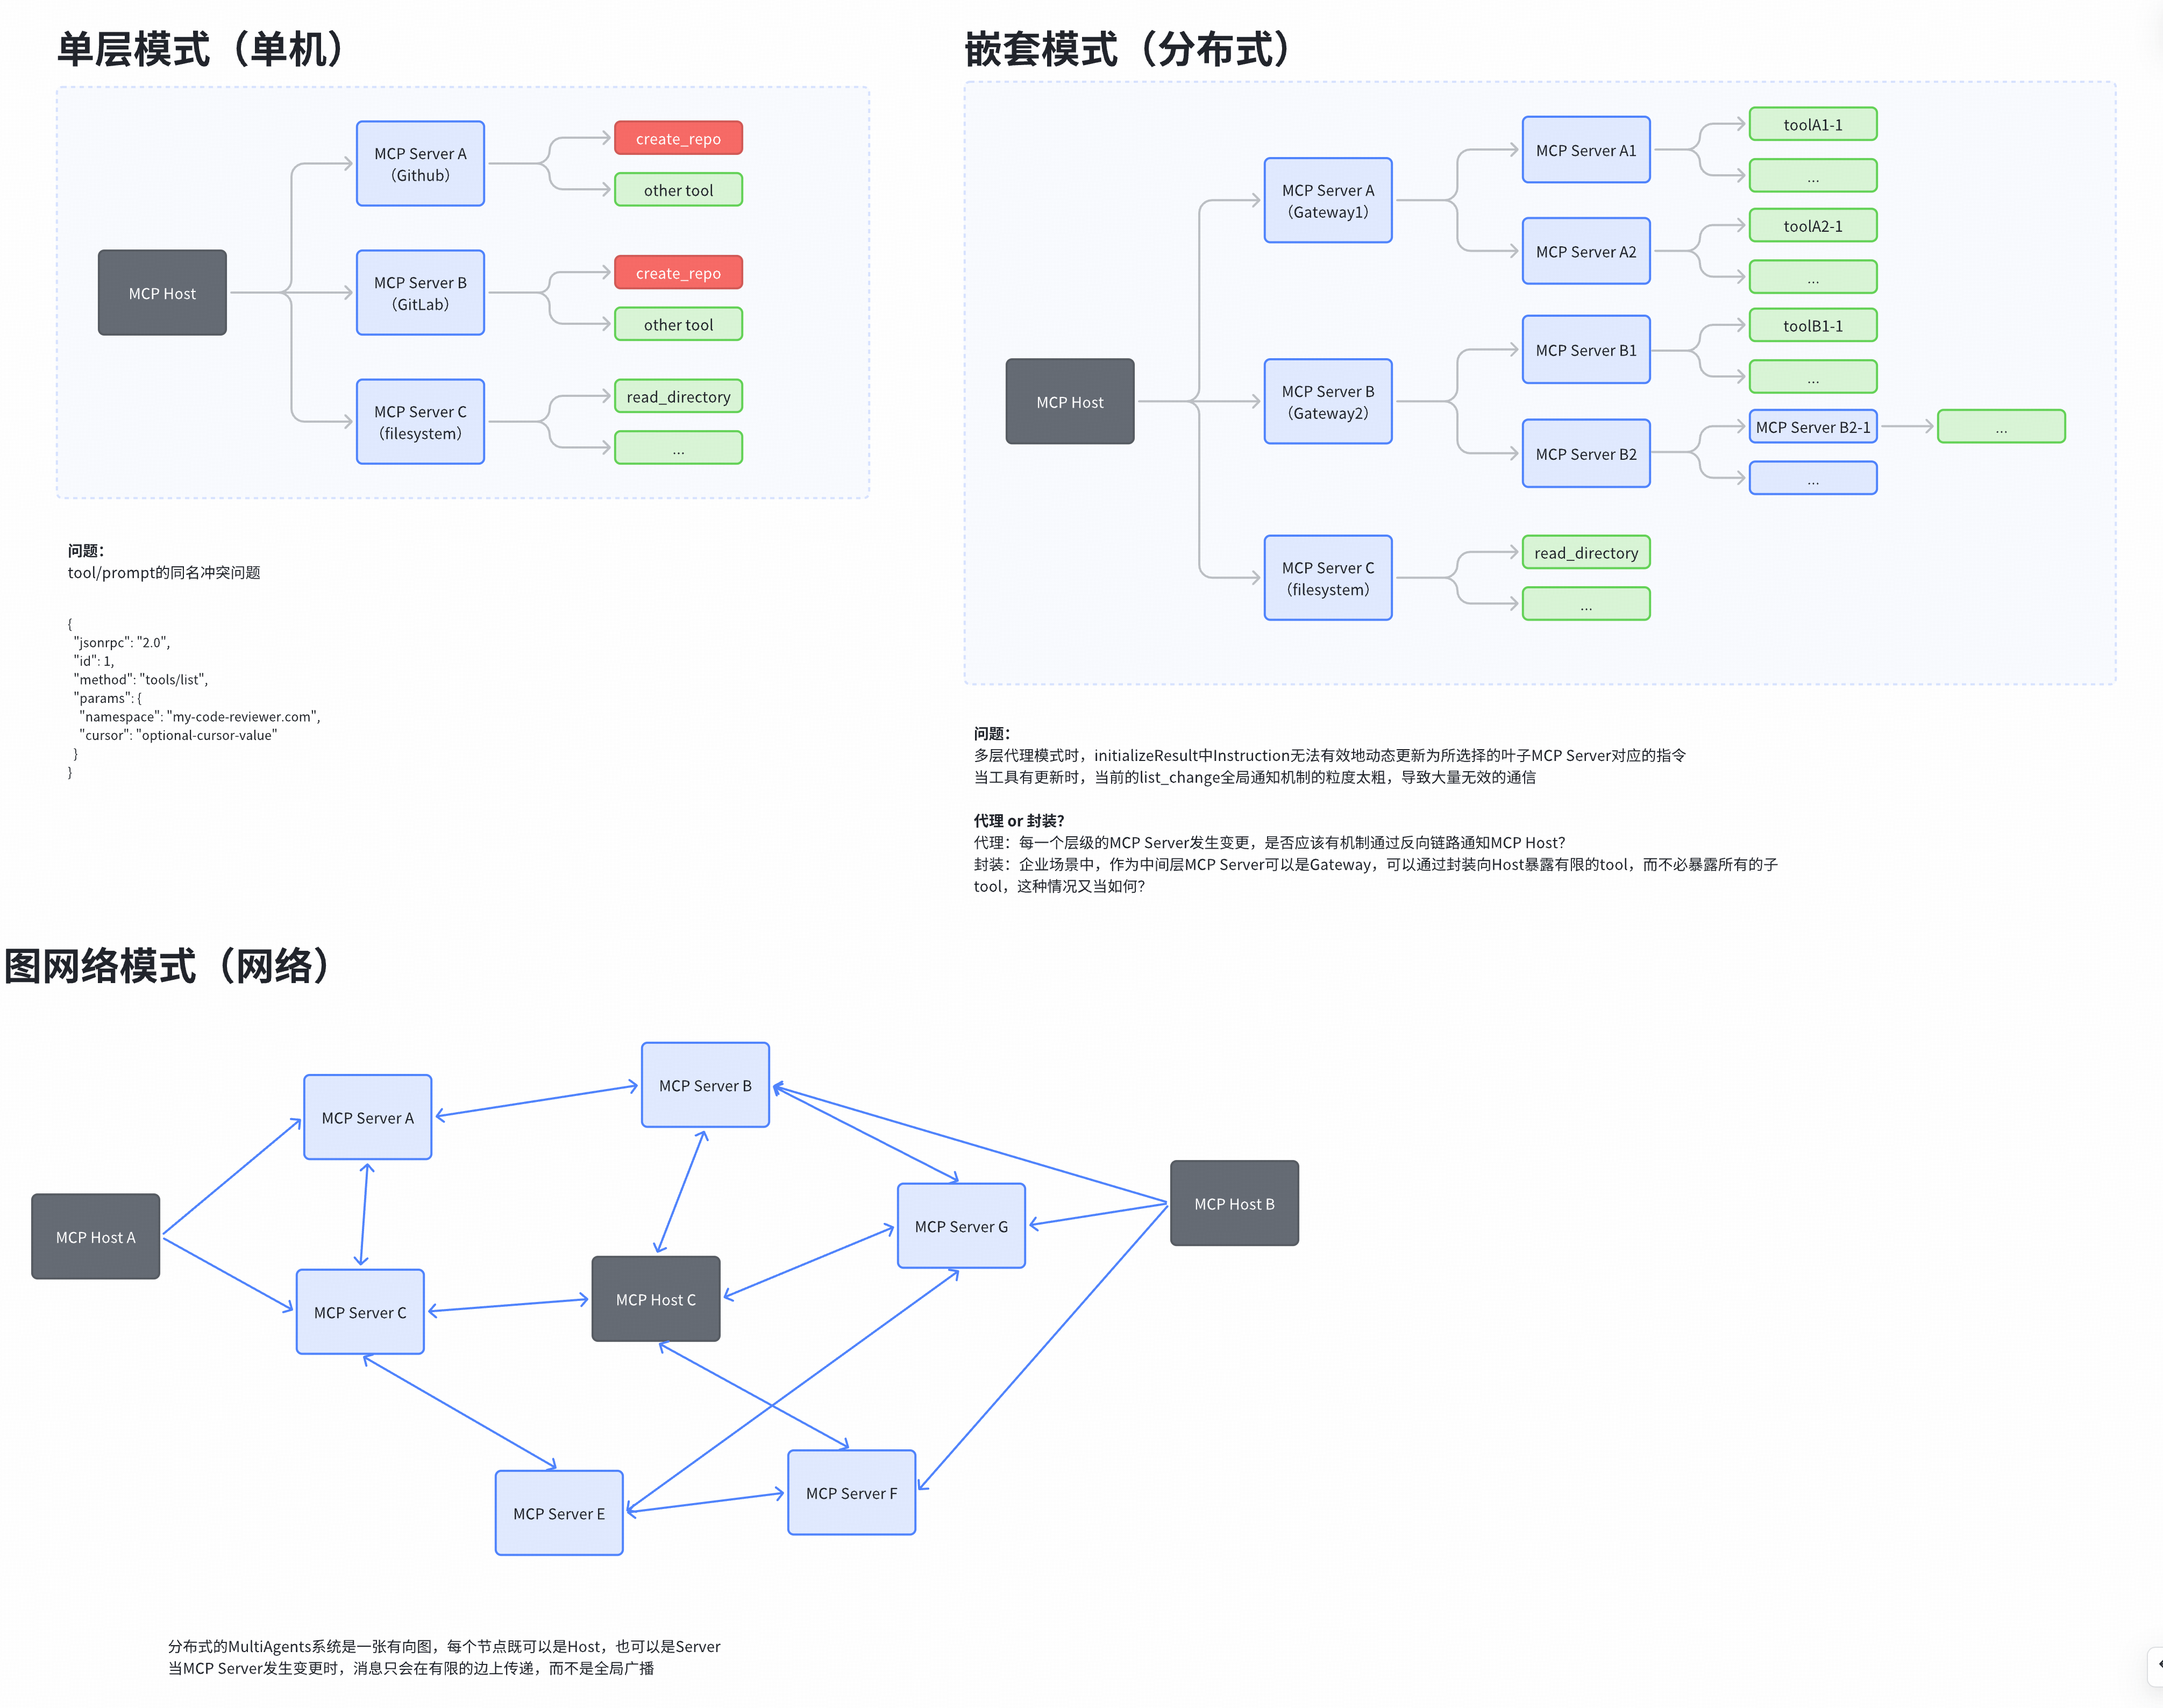 单层模式（单机）
MCP Host
MCP Server A
（Github）
create_repo
other tool
MCP Server B
（GitLab）
create_repo
other tool
MCP Server C
（filesystem）
read_directory
...
问题：
tool/prompt的同名冲突问题
{
"jsonrpc": "2.0",
"id": 1,
"method": "tools/list",
"params": {
"namespace": "my-code-reviewer.com",
"cursor": "optional-cursor-value"
}
}
嵌套模式（分布式）
MCP Host
MCP Server A
（Gateway1）
MCP Server A1
toolA1-1
...
MCP Server A2
toolA2-1
...
MCP Server B
（Gateway2）
MCP Server B1
toolB1-1
...
MCP Server B2
MCP Server B2-1
...
...
MCP Server C
（filesystem）
read_directory
...
问题：
多层代理模式时，initializeResult中Instruction无法有效地动态更新为所选择的叶子MCP Server对应的指令
当工具有更新时，当前的list_change全局通知机制的粒度太粗，导致大量无效的通信
代理 or 封装？
代理：每一个层级的MCP Server发生变更，是否应该有机制通过反向链路通知MCP Host？
封装：企业场景中，作为中间层MCP Server可以是Gateway，可以通过封装向Host暴露有限的tool，而不必暴露所有的子
tool，这种情况又当如何？
图网络模式（网络）
MCP Host A
MCP Server A
MCP Server B
MCP Server C
MCP Host C
MCP Server G
MCP Host B
MCP Server E
MCP Server F
分布式的MultiAgents系统是一张有向图，每个节点既可以是Host，也可以是Server
当MCP Server发生变更时，消息只会在有限的边上传递，而不是全局广播